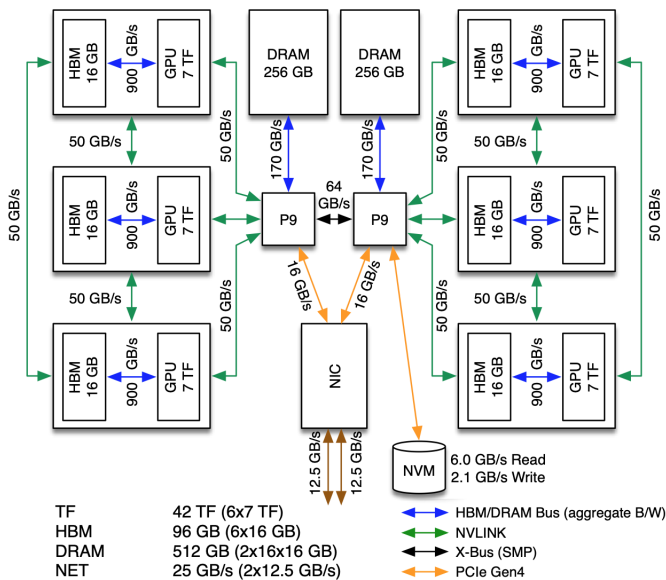 HBM
16 GB
900
GB/s
GPU
7 TF
DRAM
256 GB
DRAM
256 GB
HBM
16 GB
900
GB/s
GPU
7 TF
50 GB/s
50 GB/s
50 GB/s
170 GB/s
170 GB/s
50 GB/s
50 GB/s
50 GB/s
HBM
16 GB
900
GB/s
GPU
7 TF
P9
64
GB/s
P9
HBM
16 GB
900
GB/s
GPU
7 TF
50 GB/s
50 GB/s
16 GB/s
16 GB/s
50 GB/s
50 GB/s
HBM
16 GB
900
GB/s
GPU
7 TF
NIC
HBM
16 GB
900
GB/s
GPU
7 TF
12.5 GB/s
12.5 GB/s
NVM
6.0 GB/s Read
2.1 GB/s Write
TF 42 TF (6x7 TF)
HBM 96 GB (6x16 GB)
DRAM 512 GB (2x16x16 GB)
NET 25 GB/s (2x12.5 GB/s)
HBM/DRAM Bus (aggregate B/W)
NVLINK
X-Bus (SMP)
PCIe Gen4